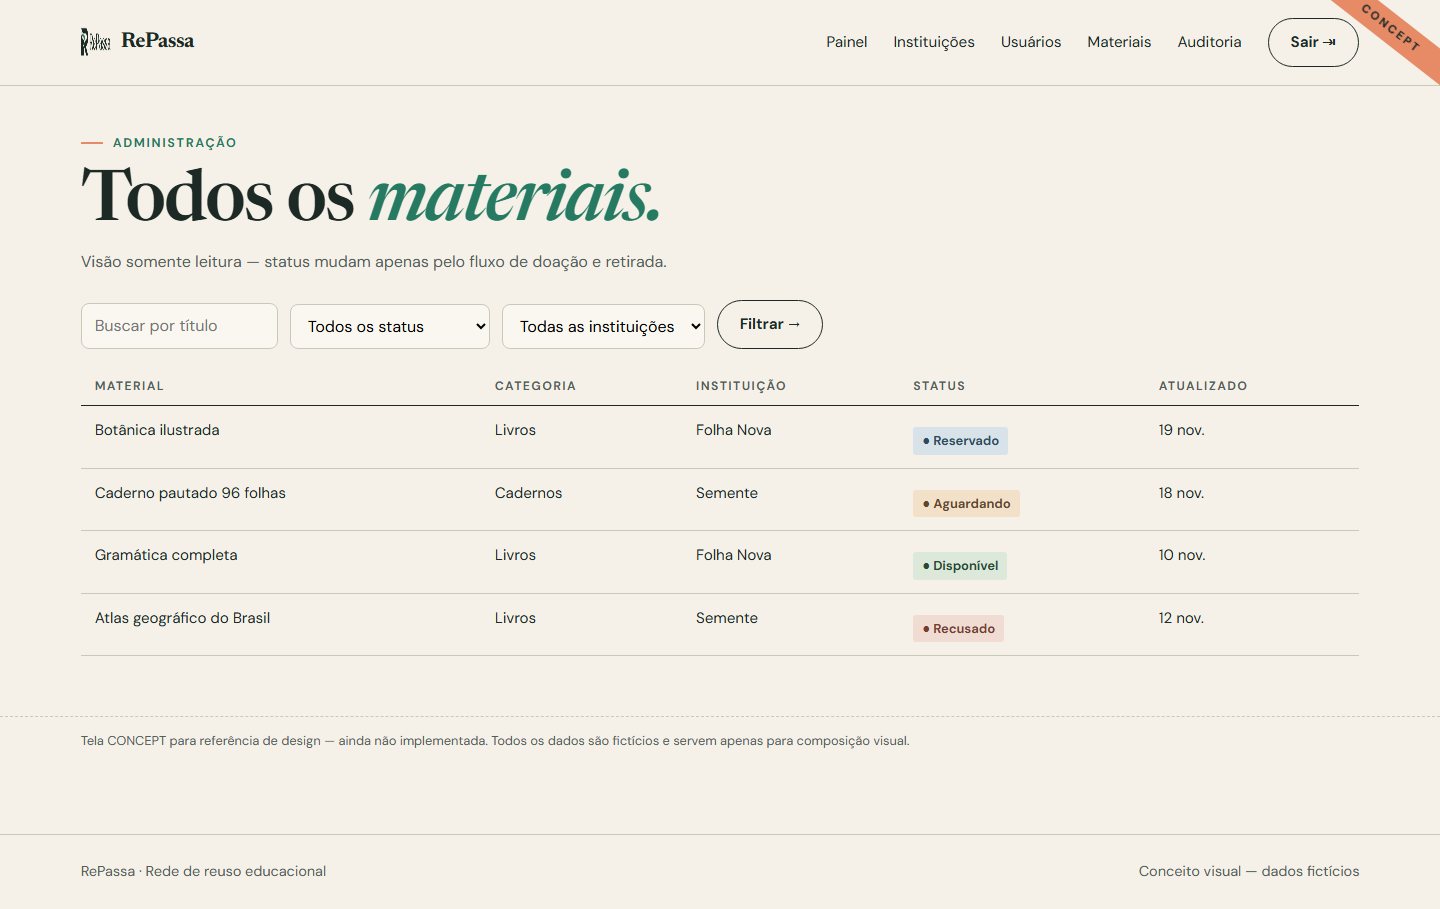 RePassa
Painel Instituições Usuários Materiais Auditoria Sair ⇥
CONCEPT
ADMINISTRAÇÃO
Todos os materiais.
Visão somente leitura — status mudam apenas pelo fluxo de doação e retirada.
Buscar por título Todos os status Todas as instituições Filtrar →
MATERIAL CATEGORIA INSTITUIÇÃO STATUS ATUALIZADO
Botânica ilustrada Livros Folha Nova ● Reservado 19 nov.
Caderno pautado 96 folhas Cadernos Semente ● Aguardando 18 nov.
Gramática completa Livros Folha Nova ● Disponível 10 nov.
Atlas geográfico do Brasil Livros Semente ● Recusado 12 nov.
Tela CONCEPT para referência de design — ainda não implementada. Todos os dados são fictícios e servem apenas para composição visual.
RePassa · Rede de reuso educacional Conceito visual — dados fictícios